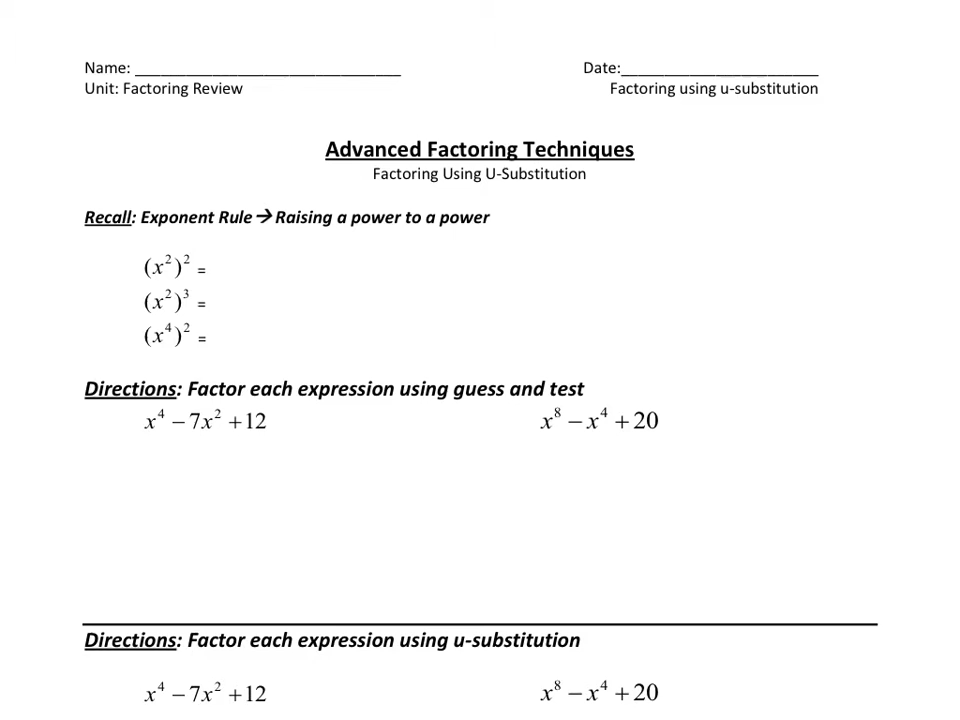 Name: _______________________________ Date:_______________________
Unit: Factoring Review Factoring using u-substitution
Advanced Factoring Techniques
Factoring Using U-Substitution
Recall: Exponent Rule→Raising a power to a power
(x²)² =
(x²)³ =
(x⁴)² =
Directions: Factor each expression using guess and test
x⁴ − 7x² + 12 x⁸ − x⁴ + 20
Directions: Factor each expression using u-substitution
x⁴ − 7x² + 12 x⁸ − x⁴ + 20